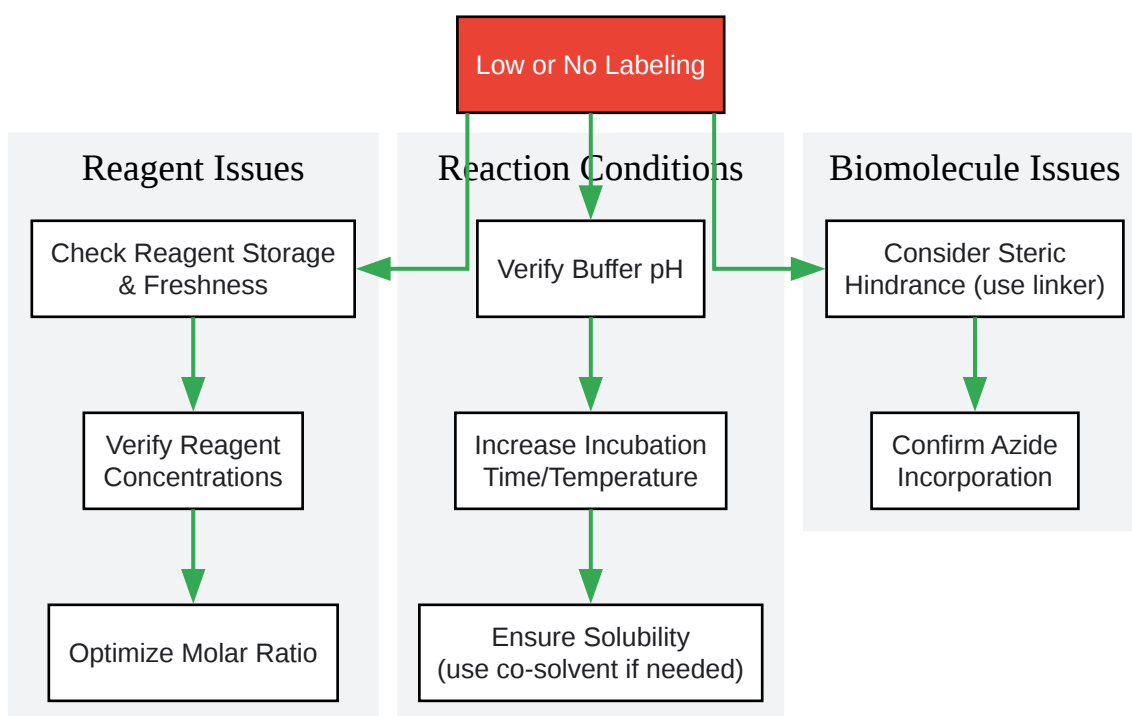 Low or No Labeling
Reagent Issues
Check Reagent Storage
& Freshness
Verify Reagent
Concentrations
Optimize Molar Ratio
Reaction Conditions
Verify Buffer pH
Increase Incubation
Time/Temperature
Ensure Solubility
(use co-solvent if needed)
Biomolecule Issues
Consider Steric
Hindrance (use linker)
Confirm Azide
Incorporation